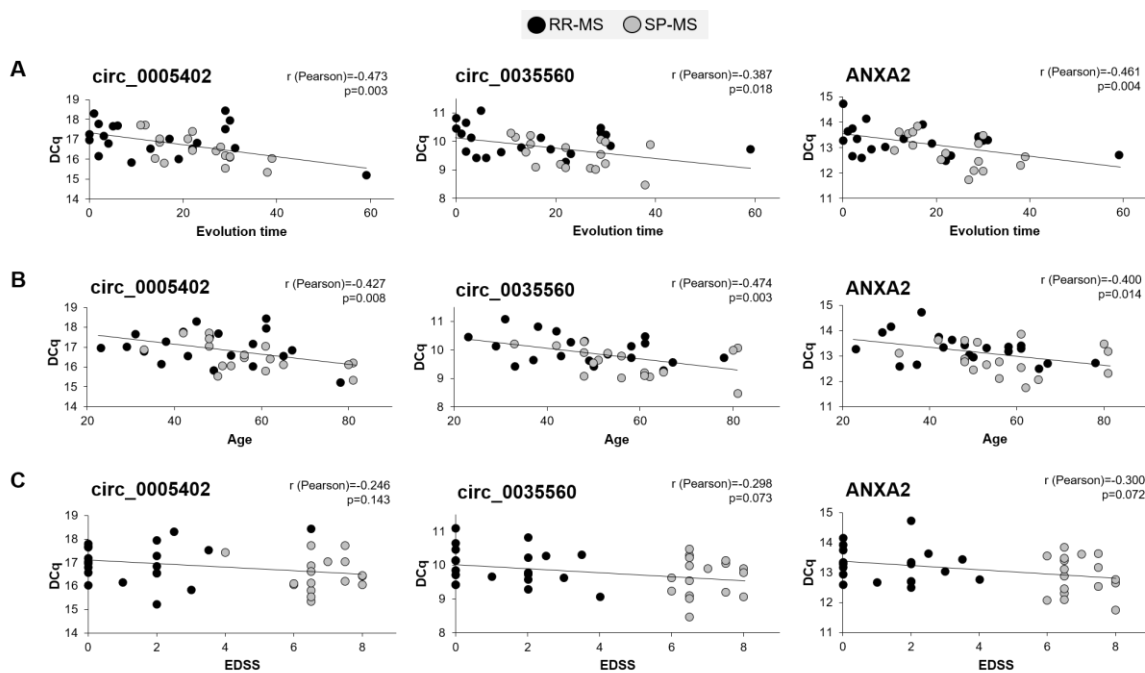 RR-MS SP-MS
A
circ_0005402
r (Pearson)=-0.473
p=0.003
DCq
19
18
17
16
15
14
0 20 40 60
Evolution time
circ_0035560
r (Pearson)=-0.387
p=0.018
DCq
12
11
10
9
8
0 20 40 60
Evolution time
ANXA2
r (Pearson)=-0.461
p=0.004
DCq
15
14
13
12
11
0 20 40 60
Evolution time
B
circ_0005402
r (Pearson)=-0.427
p=0.008
DCq
19
18
17
16
15
14
20 40 60 80
Age
circ_0035560
r (Pearson)=-0.474
p=0.003
DCq
12
11
10
9
8
20 40 60 80
Age
ANXA2
r (Pearson)=-0.400
p=0.014
DCq
15
14
13
12
11
20 40 60 80
Age
C
circ_0005402
r (Pearson)=-0.246
p=0.143
DCq
19
18
17
16
15
14
0 2 4 6 8
EDSS
circ_0035560
r (Pearson)=-0.298
p=0.073
DCq
11
10
9
8
0 2 4 6 8
EDSS
ANXA2
r (Pearson)=-0.300
p=0.072
DCq
15
14
13
12
11
0 2 4 6 8
EDSS